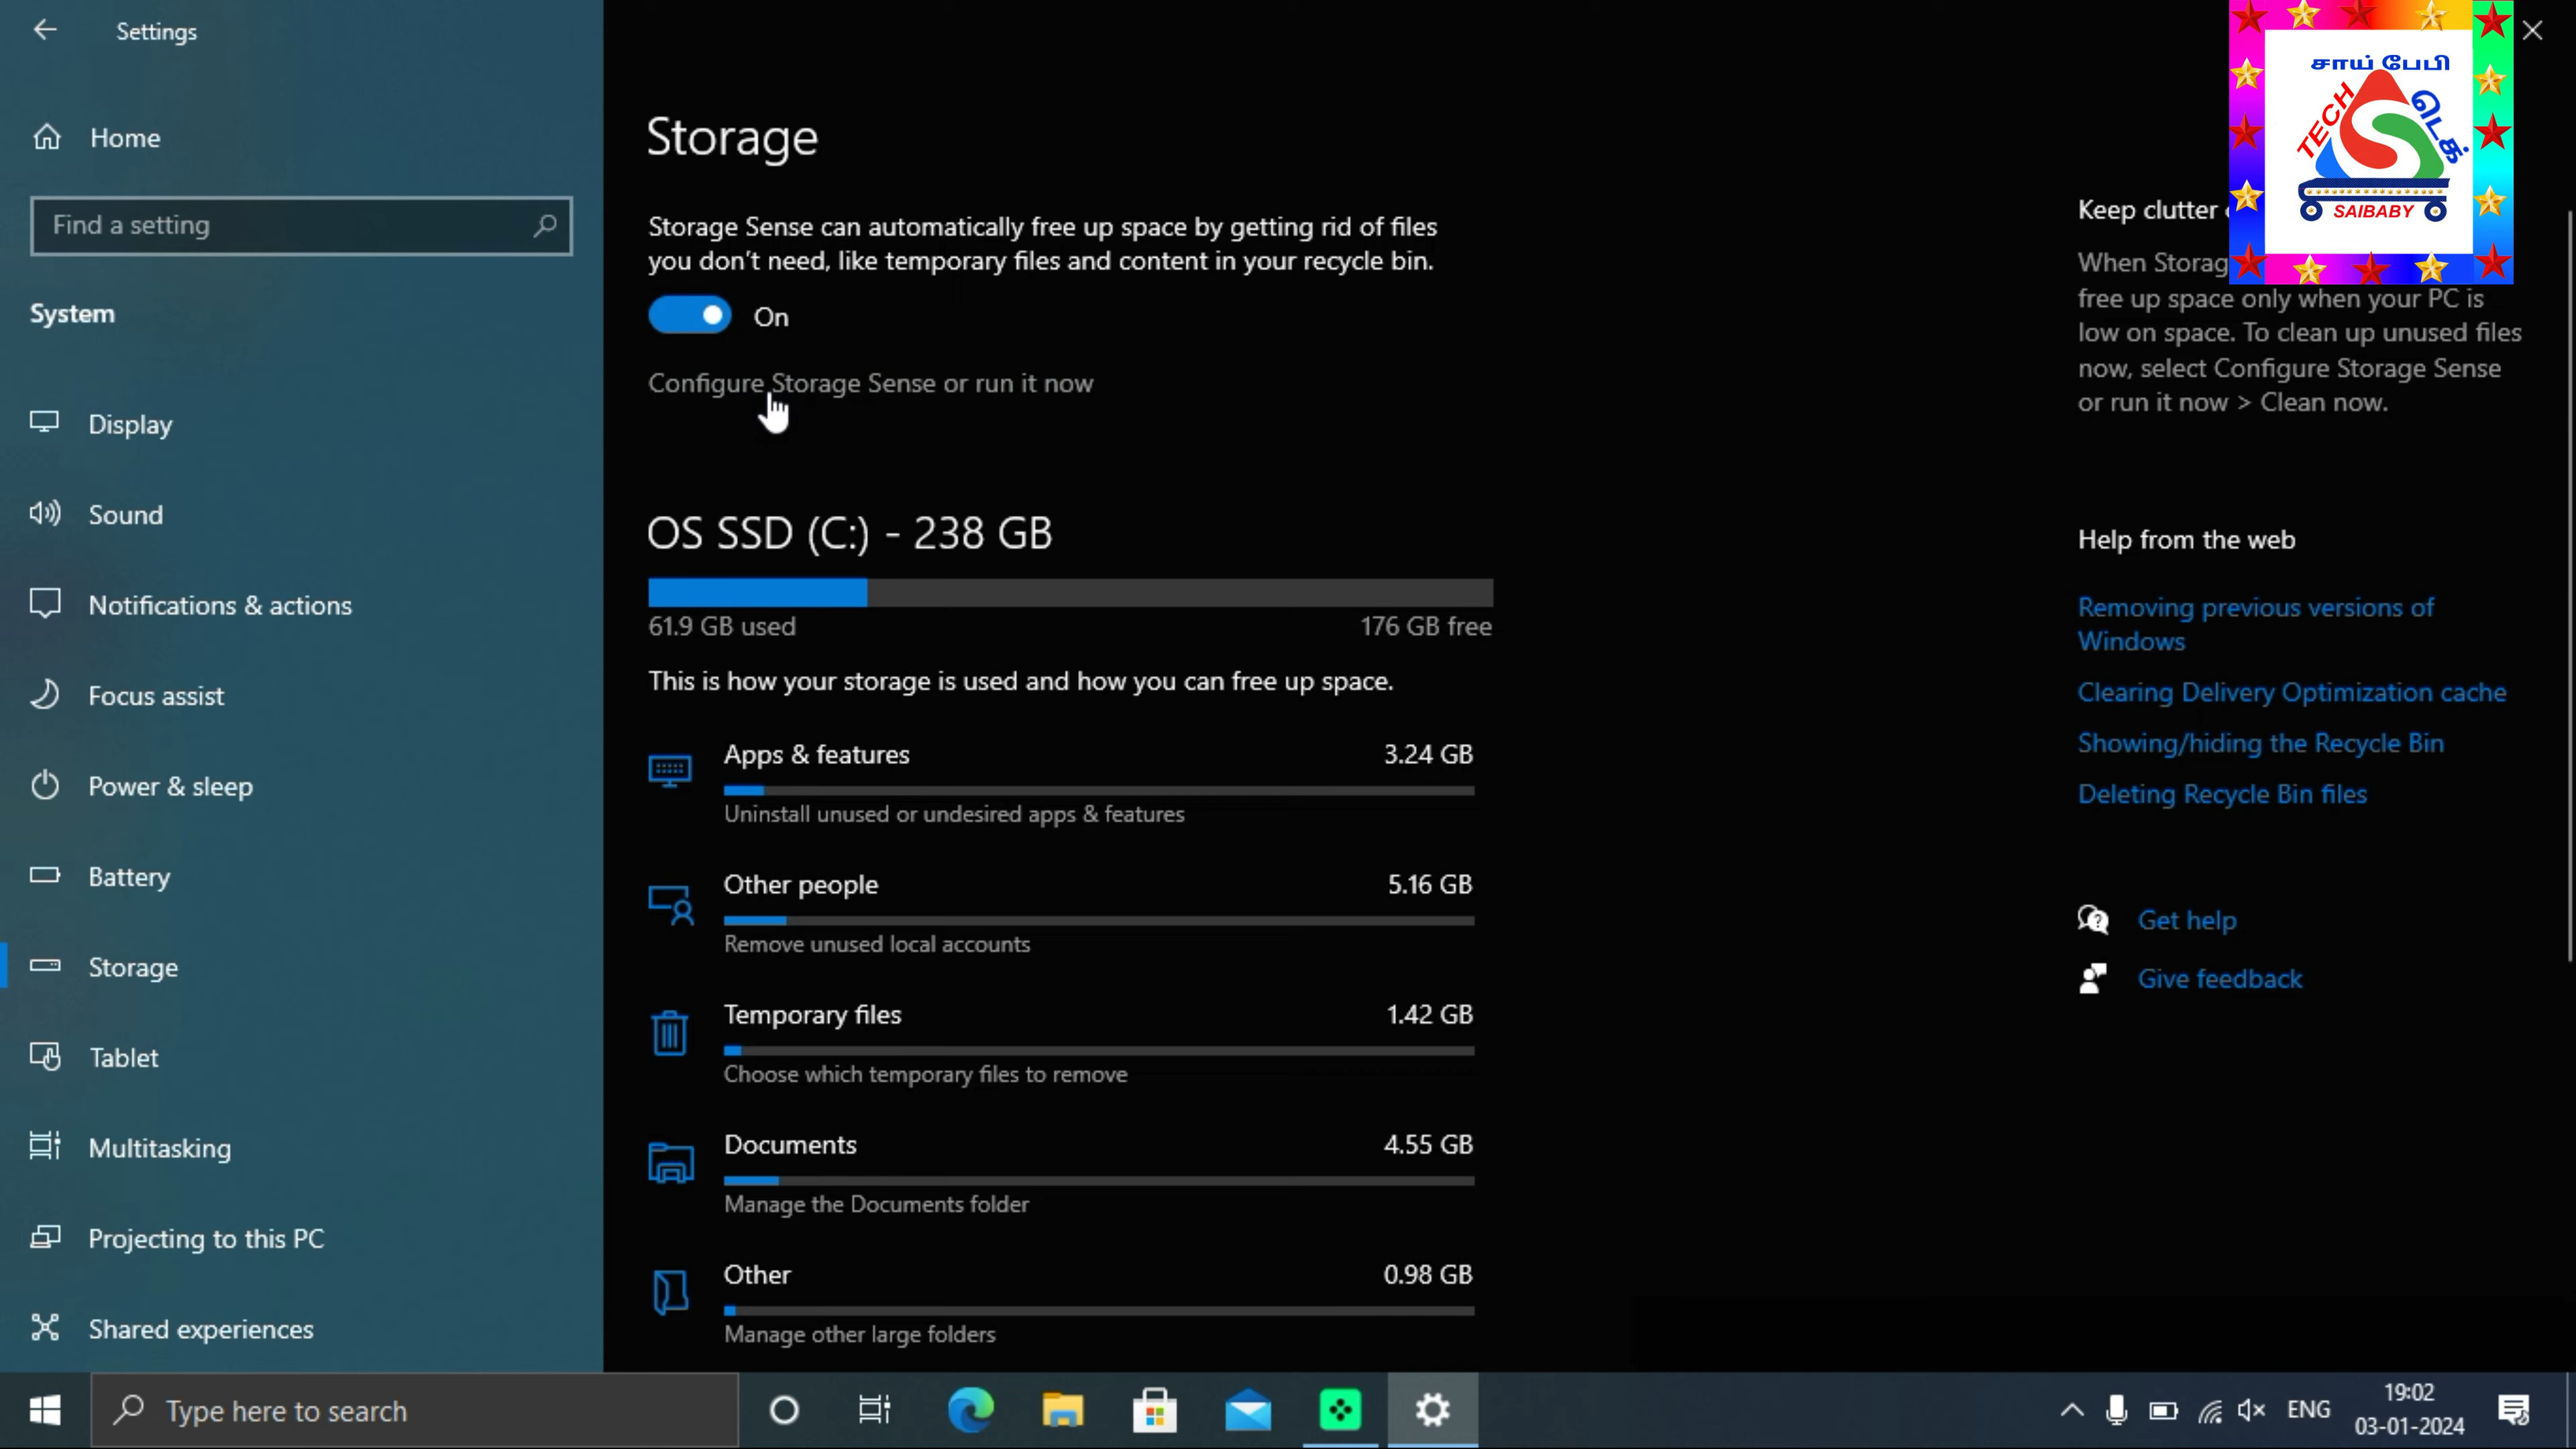 Settings
Home
Find a setting
System
Display
Sound
Notifications & actions
Focus assist
Power & sleep
Battery
Storage
Tablet
Multitasking
Projecting to this PC
Shared experiences
Storage
Storage Sense can automatically free up space by getting rid of files
you don't need, like temporary files and content in your recycle bin.
On
Configure Storage Sense or run it now
OS SSD (C:) - 238 GB
61.9 GB used
176 GB free
This is how your storage is used and how you can free up space.
Apps & features
3.24 GB
Uninstall unused or undesired apps & features
Other people
5.16 GB
Remove unused local accounts
Temporary files
1.42 GB
Choose which temporary files to remove
Documents
4.55 GB
Manage the Documents folder
Other
0.98 GB
Manage other large folders
சாய் பேபி
TECH
டெக்
SAIBABY
Keep clutter
When Storag
free up space only when your PC is
low on space. To clean up unused files
now, select Configure Storage Sense
or run it now > Clean now.
Help from the web
Removing previous versions of
Windows
Clearing Delivery Optimization cache
Showing/hiding the Recycle Bin
Deleting Recycle Bin files
Get help
Give feedback
Type here to search
ENG
19:02
03-01-2024